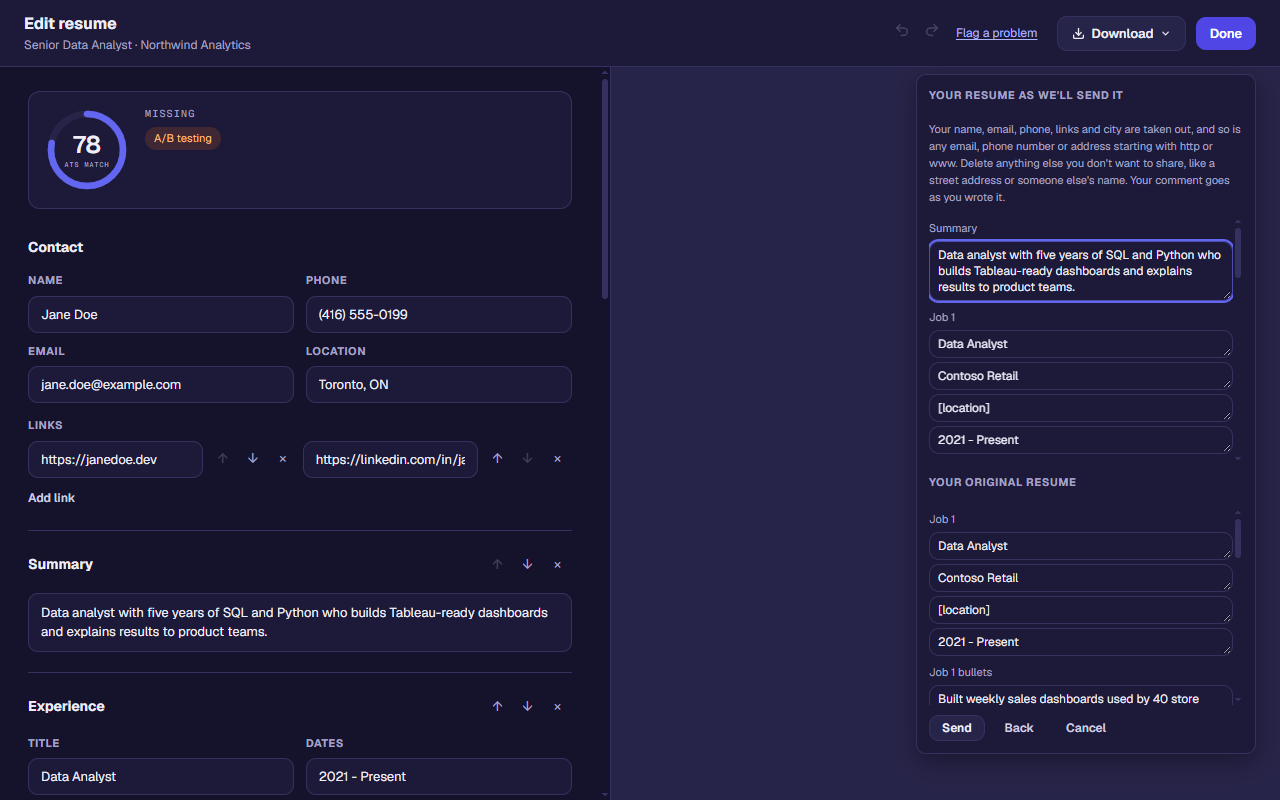 Edit resume
Senior Data Analyst · Northwind Analytics
Flag a problem
Download
Done
78
ATS MATCH
MISSING
A/B testing
Contact
NAME
PHONE
Jane Doe
(416) 555-0199
EMAIL
LOCATION
jane.doe@example.com
Toronto, ON
LINKS
https://janedoe.dev
https://linkedin.com/in/ja
Add link
Summary
Data analyst with five years of SQL and Python who builds Tableau-ready dashboards
and explains results to product teams.
Experience
TITLE
DATES
Data Analyst
2021 - Present
YOUR RESUME AS WE'LL SEND IT
Your name, email, phone, links and city are taken out, and so is
any email, phone number or address starting with http or
www. Delete anything else you don't want to share, like a
street address or someone else's name. Your comment goes
as you wrote it.
Summary
Data analyst with five years of SQL and Python who
builds Tableau-ready dashboards and explains
results to product teams.
Job 1
Data Analyst
Contoso Retail
[location]
2021 - Present
YOUR ORIGINAL RESUME
Job 1
Data Analyst
Contoso Retail
[location]
2021 - Present
Job 1 bullets
Built weekly sales dashboards used by 40 store
Send
Back
Cancel